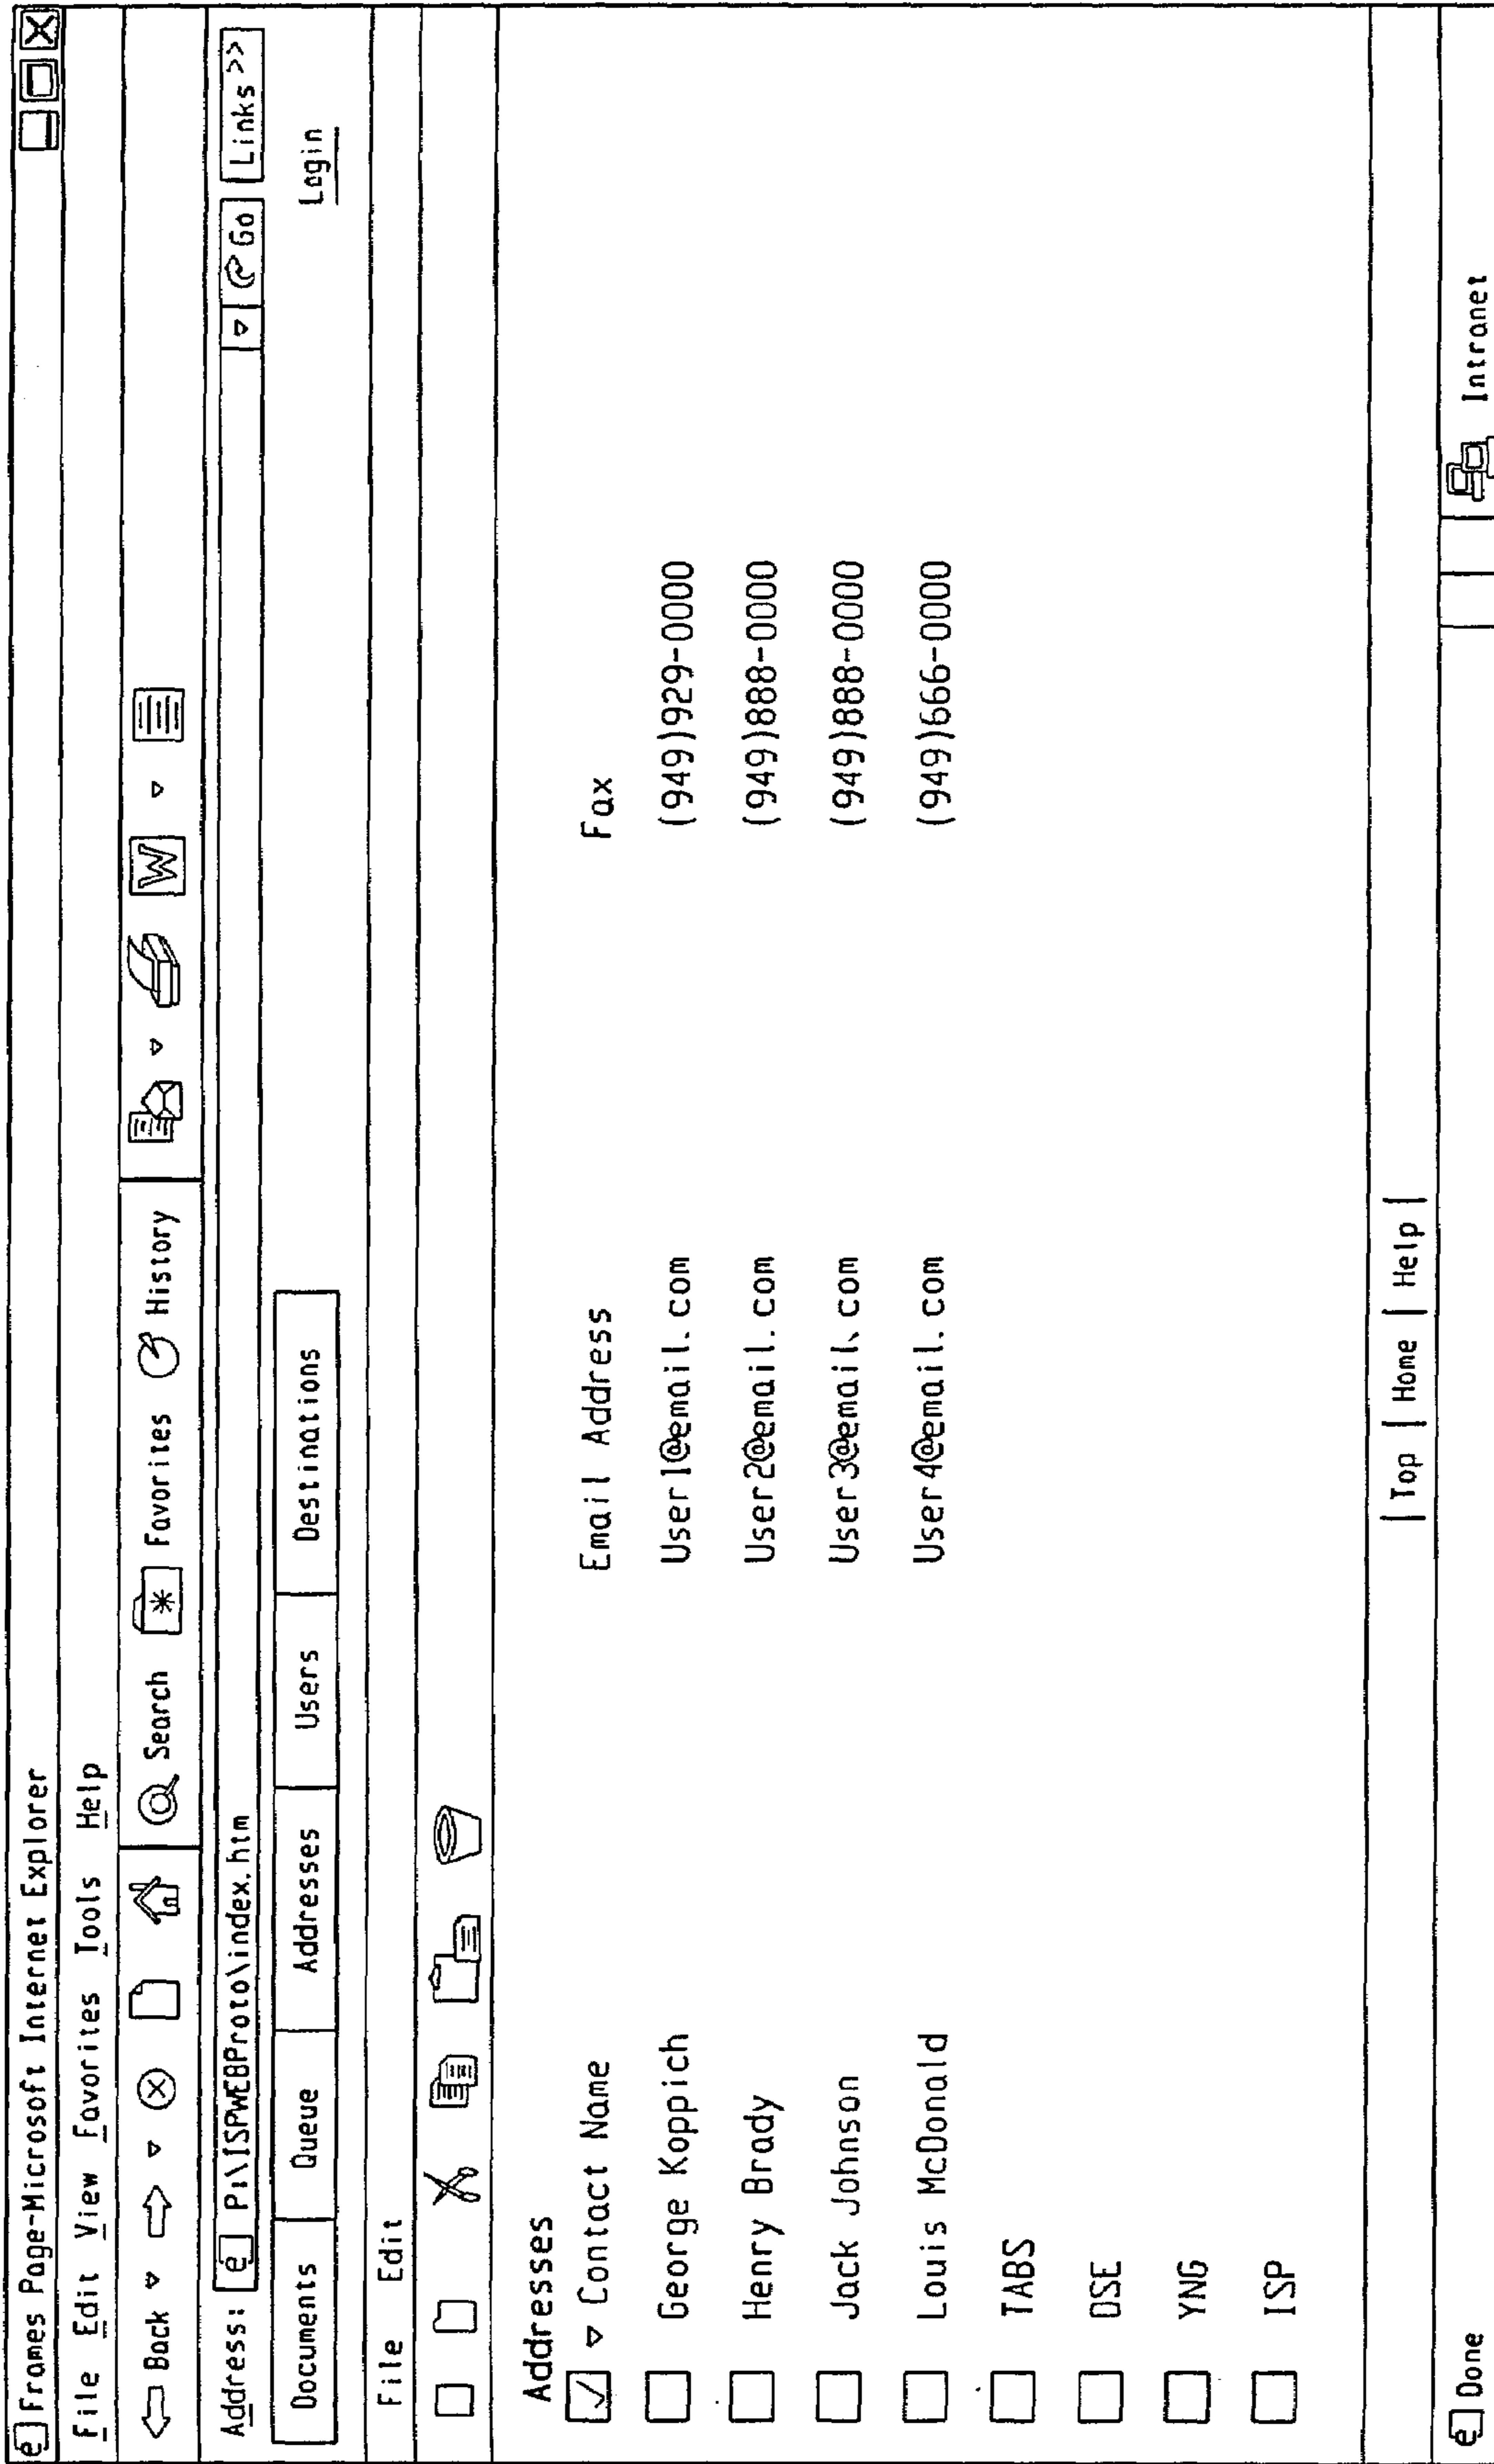 Frames Page-Microsoft Internet Explorer
File Edit View Favorites Tools Help
Back Search Favorites History W
Address: e P:\ISPWEBProto\index.htm Go Links >>
Documents Queue Addresses Users Destinations Login
File Edit
Addresses
Contact Name Email Address Fax
George Koppich User1@email.com (949)929-0000
Henry Brady User2@email.com (949)888-0000
Jack Johnson User3@email.com (949)888-0000
Louis McDonald User4@email.com (949)666-0000
TABS
DSE
YNG
ISP
| Top | Home | Help |
e Done Intranet